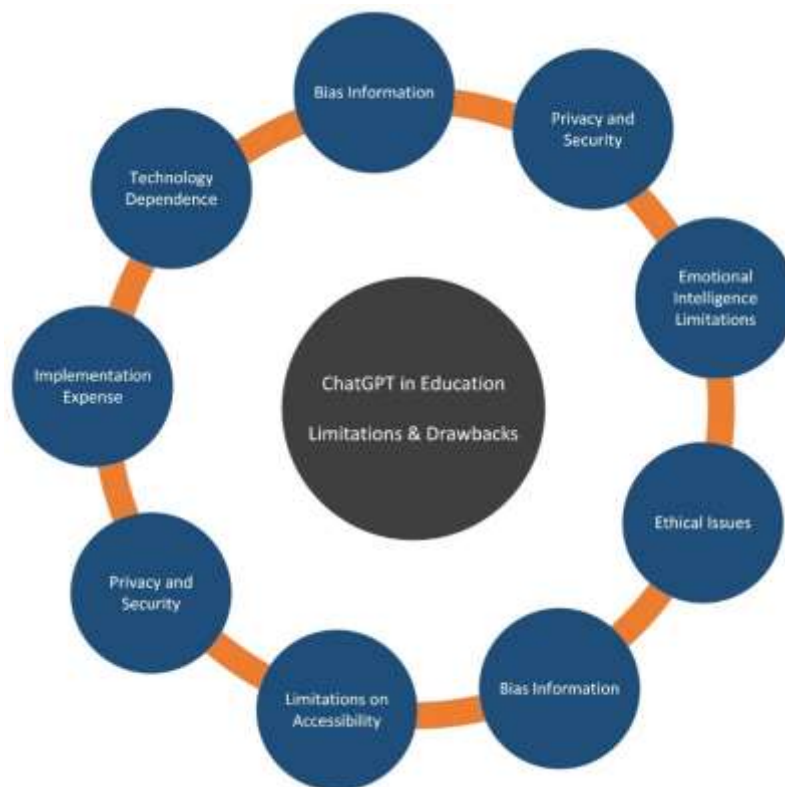 Bias Information
Privacy and
Security
Emotional
Intelligence
Limitations
Ethical Issues
Bias Information
Limitations on
Accessibility
Privacy and
Security
Implementation
Expense
Technology
Dependence
ChatGPT in Education
Limitations & Drawbacks